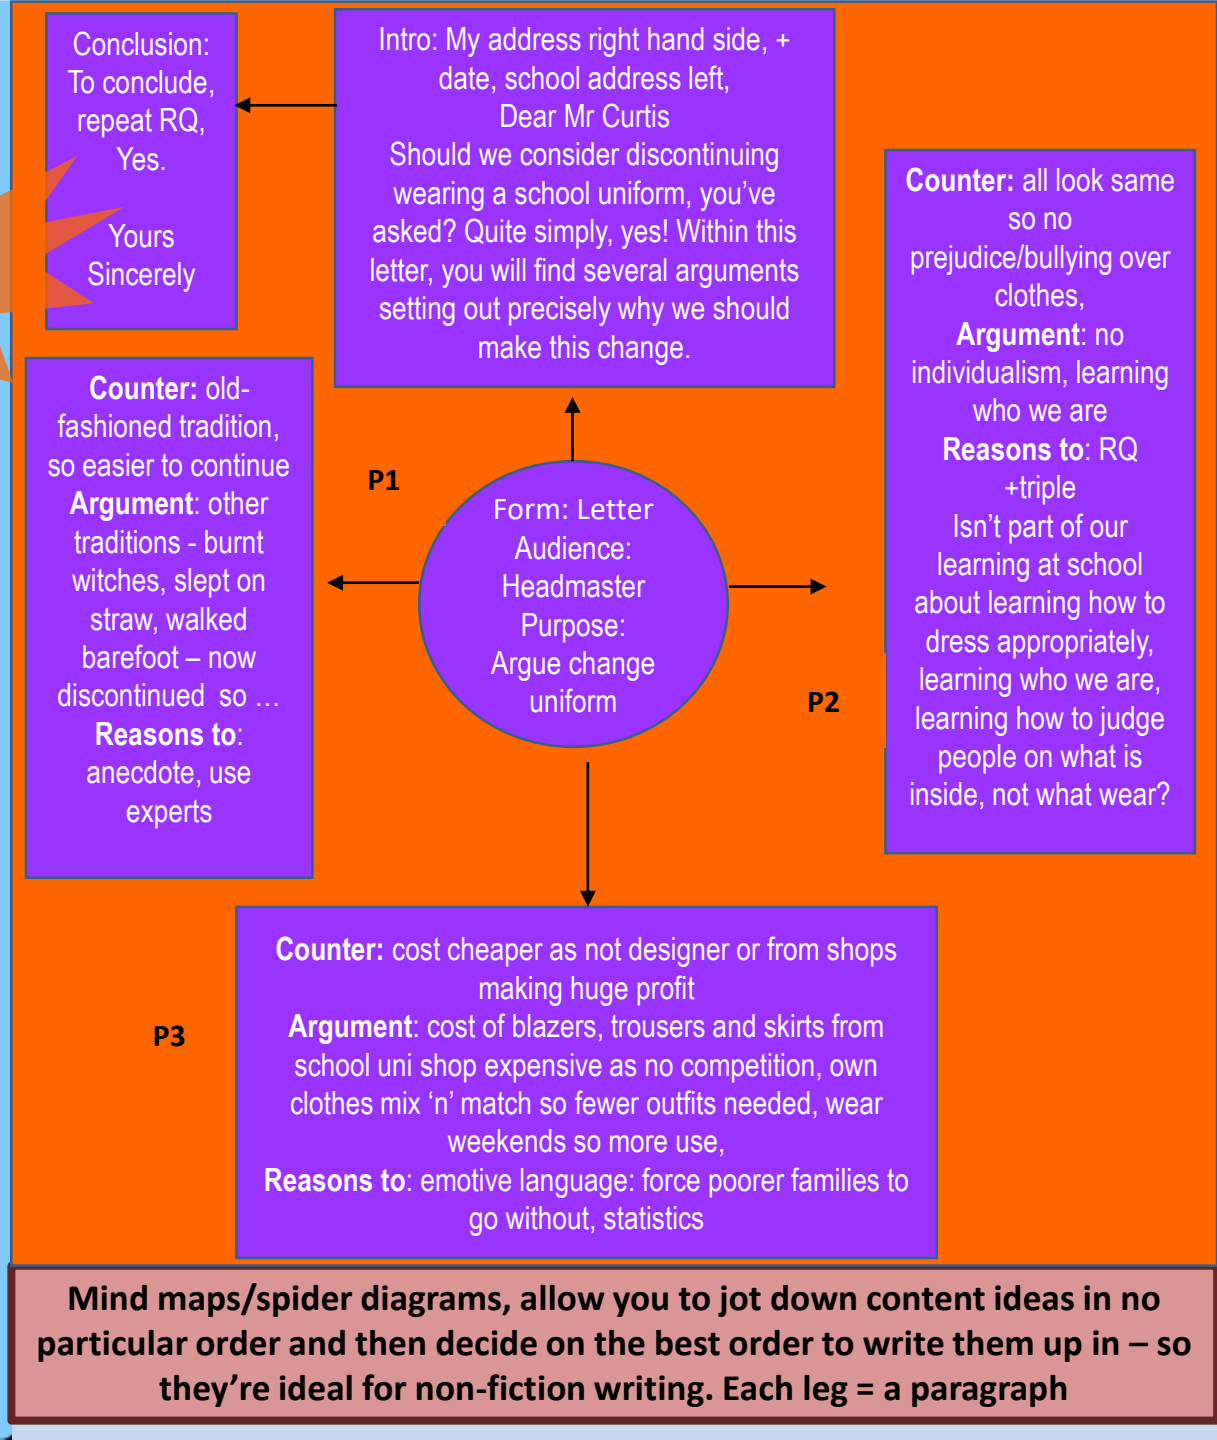 Conclusion:
To conclude,
repeat RQ,
Yes.
Yours
Sincerely
Intro: My address right hand side, +
date, school address left,
Dear Mr Curtis
Should we consider discontinuing
wearing a school uniform, you’ve
asked? Quite simply, yes! Within this
letter, you will find several arguments
setting out precisely why we should
make this change.
Counter: all look same
so no
prejudice/bullying over
clothes,
Argument: no
individualism, learning
who we are
Reasons to: RQ
+triple
Isn’t part of our
learning at school
about learning how to
dress appropriately,
learning who we are,
learning how to judge
people on what is
inside, not what wear?
Counter: old-
fashioned tradition,
so easier to continue
Argument: other
traditions - burnt
witches, slept on
straw, walked
barefoot – now
discontinued so …
Reasons to:
anecdote, use
experts
P1
Form: Letter
Audience:
Headmaster
Purpose:
Argue change
uniform
P2
P3
Counter: cost cheaper as not designer or from shops
making huge profit
Argument: cost of blazers, trousers and skirts from
school uni shop expensive as no competition, own
clothes mix ‘n’ match so fewer outfits needed, wear
weekends so more use,
Reasons to: emotive language: force poorer families to
go without, statistics
Mind maps/spider diagrams, allow you to jot down content ideas in no
particular order and then decide on the best order to write them up in – so
they’re ideal for non-fiction writing. Each leg = a paragraph